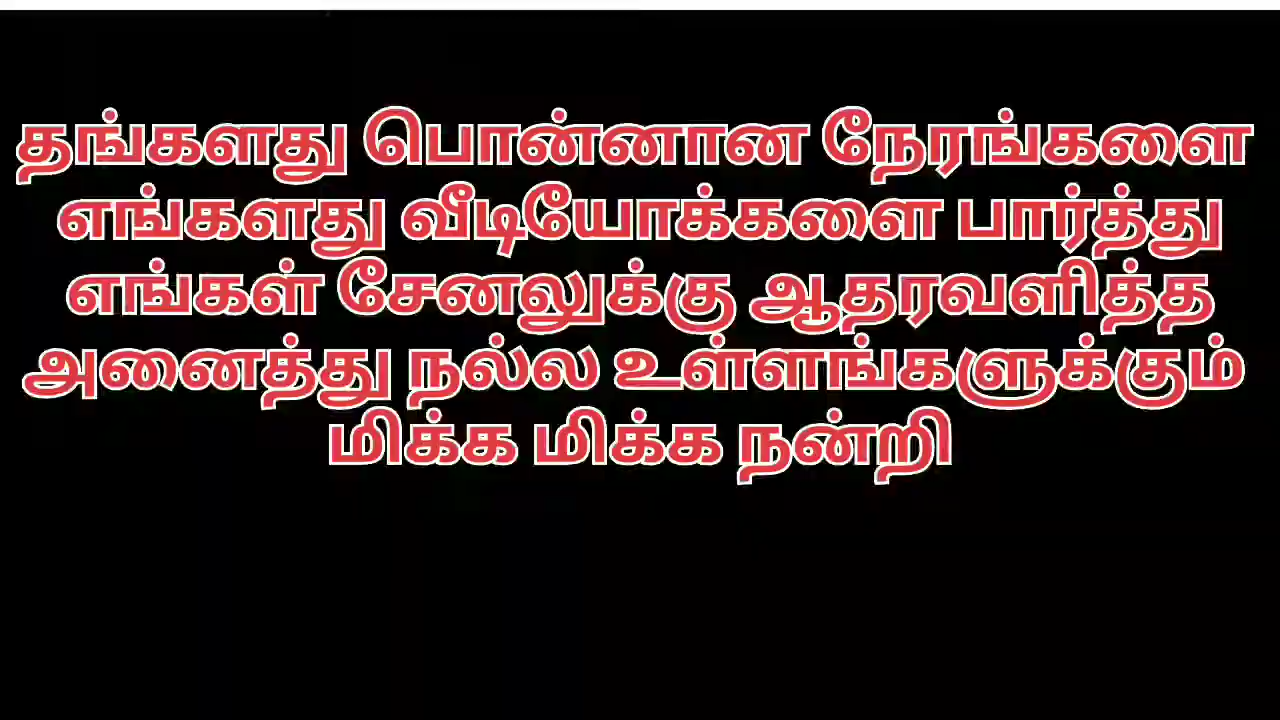 தங்களது பொன்னான நேரங்களை
எங்களது வீடியோக்களை பார்த்து
எங்கள் சேனலுக்கு ஆதரவளித்த
அனைத்து நல்ல உள்ளங்களுக்கும்
மிக்க மிக்க நன்றி